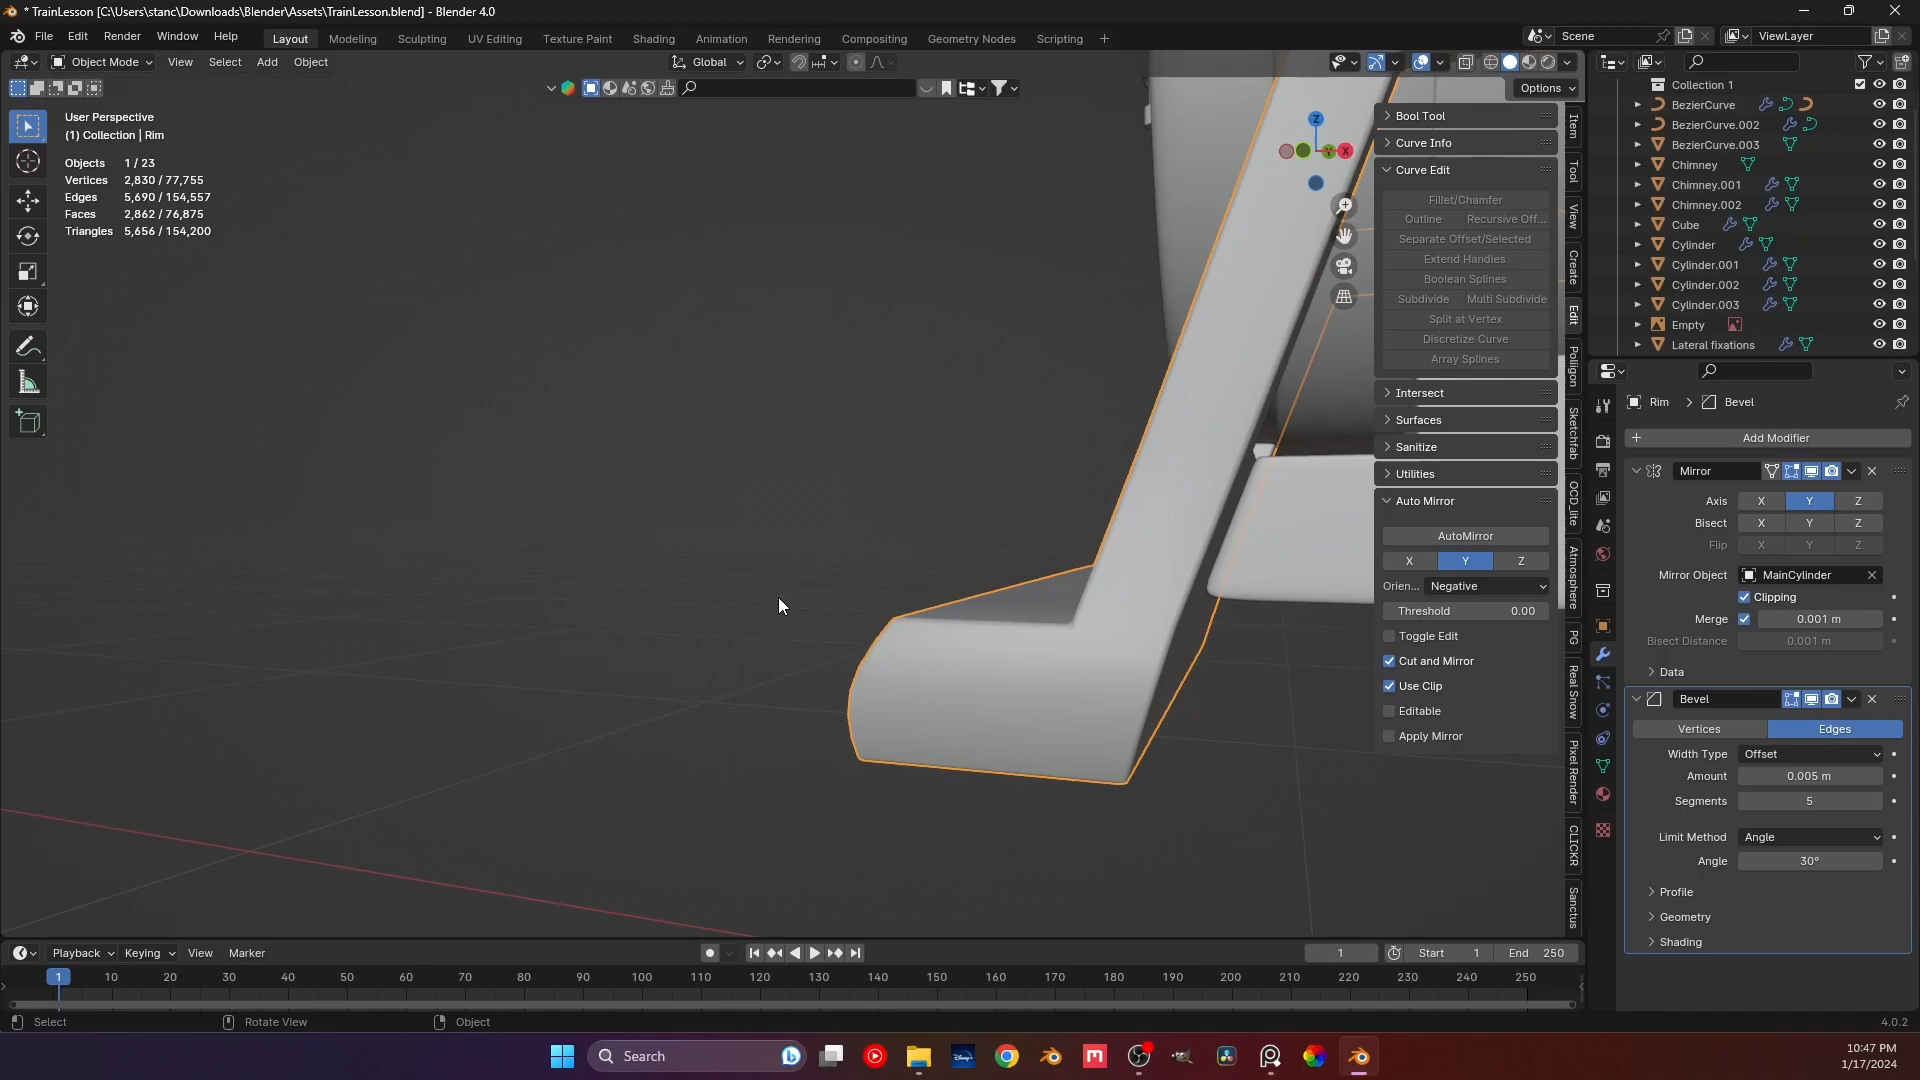 * TrainLesson [C:\Users\stanc\Downloads\Blender\Assets\TrainLesson.blend] - Blender 4.0
File Edit Render Window Help
Layout Modeling Sculpting UV Editing Texture Paint Shading Animation Rendering Compositing Geometry Nodes Scripting +
Scene
ViewLayer
Object Mode View Select Add Object
Global
Options
User Perspective
(1) Collection | Rim
Objects 1 / 23
Vertices 2,830 / 77,755
Edges 5,690 / 154,557
Faces 2,862 / 76,875
Triangles 5,656 / 154,200
Z
Y
X
Bool Tool
Curve Info
Curve Edit
Fillet/Chamfer
Outline Recursive Off...
Separate Offset/Selected
Extend Handles
Boolean Splines
Subdivide Multi Subdivide
Split at Vertex
Discretize Curve
Array Splines
Intersect
Surfaces
Sanitize
Utilities
Auto Mirror
AutoMirror
X Y Z
Orien... Negative
Threshold 0.00
Toggle Edit
Cut and Mirror
Use Clip
Editable
Apply Mirror
Item
Tool
View
Create
Edit
Poliigon
Sketchfab
OCD_lite
Atmosphere
PG
Real Snow
Pixel Render
CLICKR
Sanctus
Collection 1
BezierCurve
BezierCurve.002
BezierCurve.003
Chimney
Chimney.001
Chimney.002
Cube
Cylinder
Cylinder.001
Cylinder.002
Cylinder.003
Empty
Lateral fixations
Rim > Bevel
+ Add Modifier
Mirror
Axis X Y Z
Bisect X Y Z
Flip X Y Z
Mirror Object MainCylinder
Clipping
Merge 0.001 m
Bisect Distance 0.001 m
Data
Bevel
Vertices Edges
Width Type Offset
Amount 0.005 m
Segments 5
Limit Method Angle
Angle 30°
Profile
Geometry
Shading
Playback Keying View Marker
1 Start 1 End 250
1 10 20 30 40 50 60 70 80 90 100 110 120 130 140 150 160 170 180 190 200 210 220 230 240 250
Select Rotate View Object
4.0.2
Search
Disney+
10:47 PM
1/17/2024